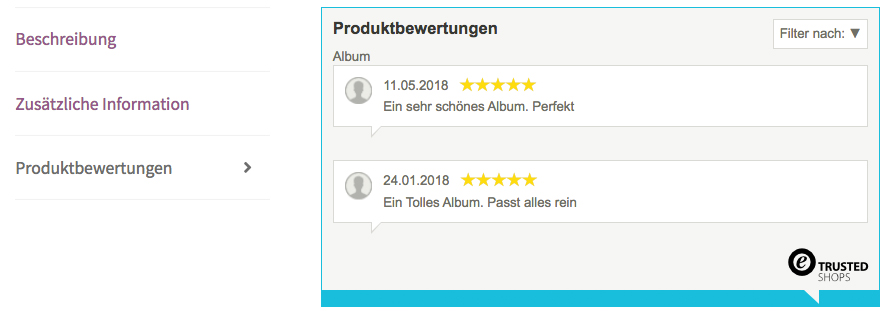 Beschreibung
Zusätzliche Information
Produktbewertungen
Produktbewertungen
Filter nach: ▼
Album
11.05.2018 ★★★★★
Ein sehr schönes Album. Perfekt
24.01.2018 ★★★★★
Ein Tolles Album. Passt alles rein
e TRUSTED
SHOPS